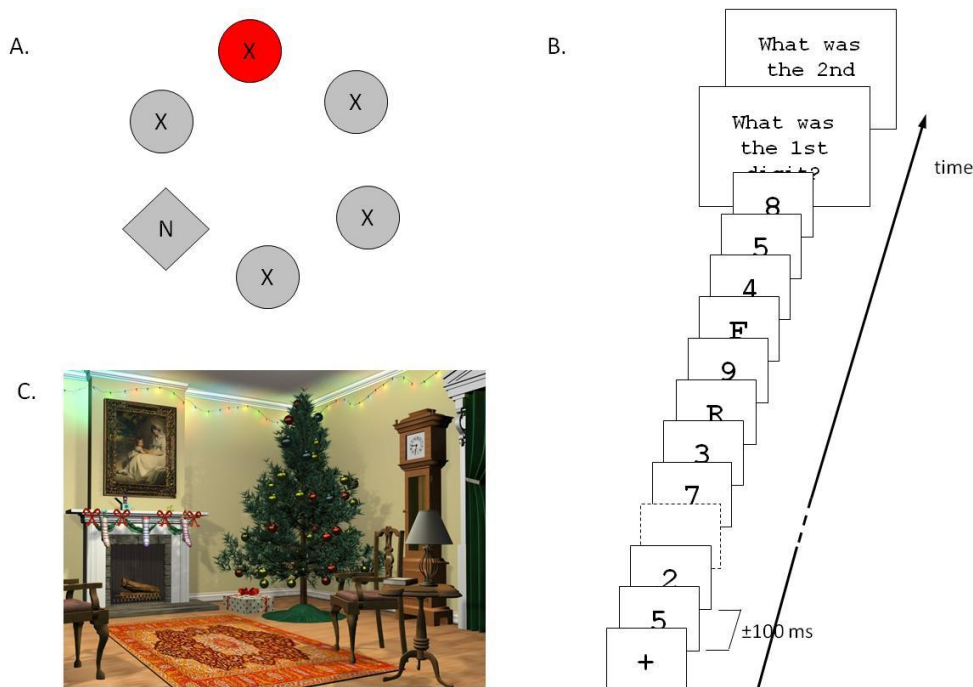 A.
X
X
X
X
N
X
B.
What was
the 2nd
What was
the 1st
digit?
8
5
4
F
9
R
3
7
2
5
+
time
±100 ms
C.